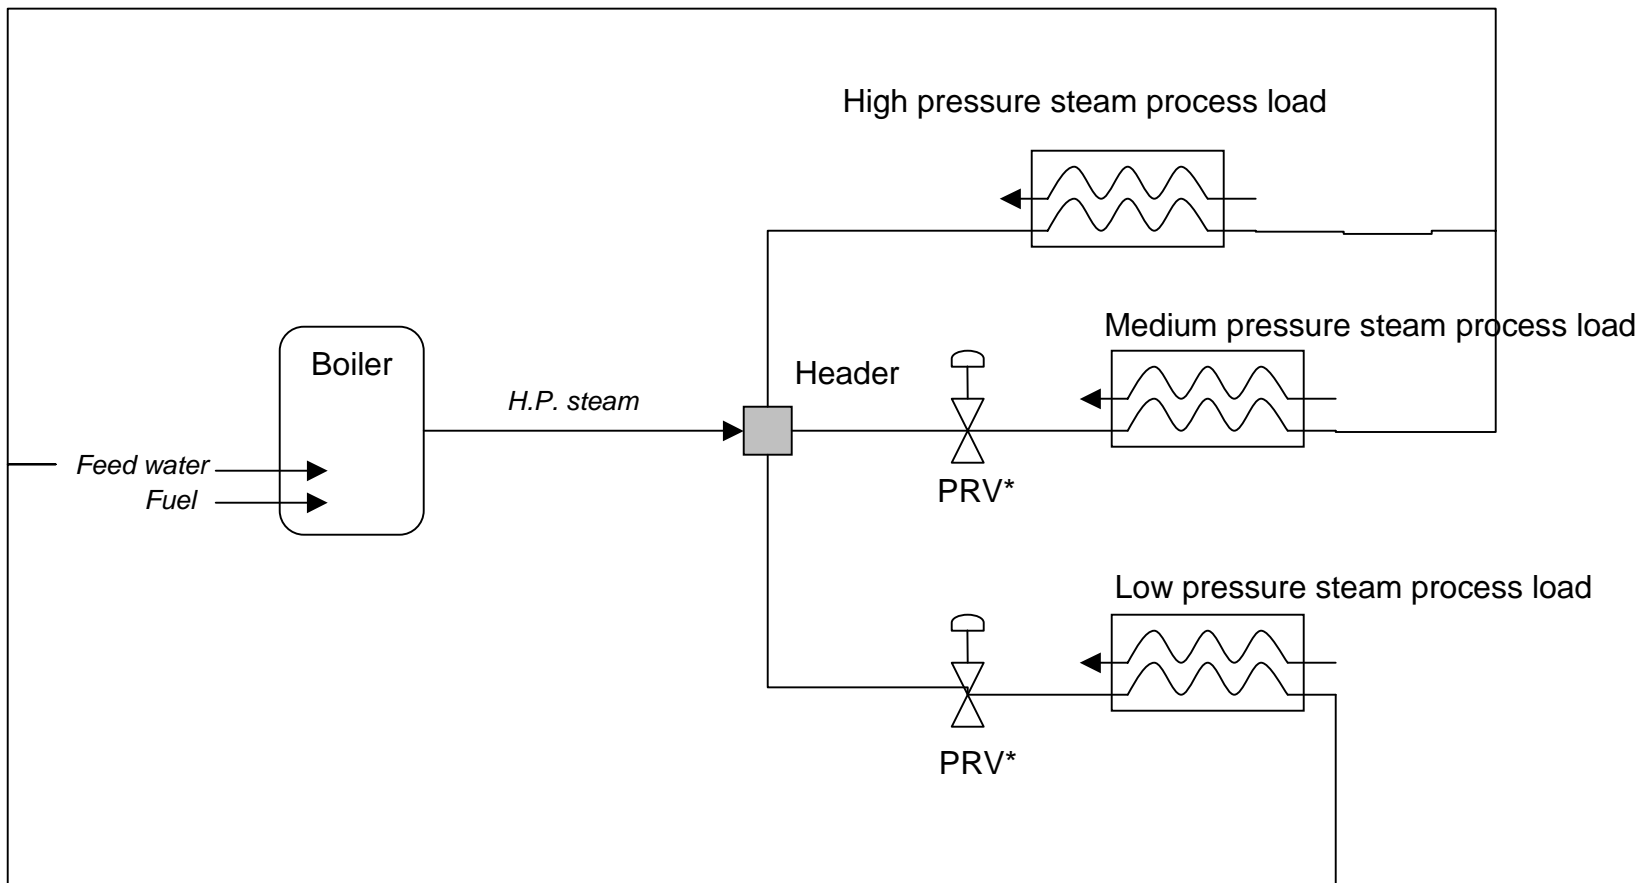 High pressure steam process load
Medium pressure steam process load
Boiler
Header
H.P. steam
Feed water
Fuel
PRV*
Low pressure steam process load
PRV*